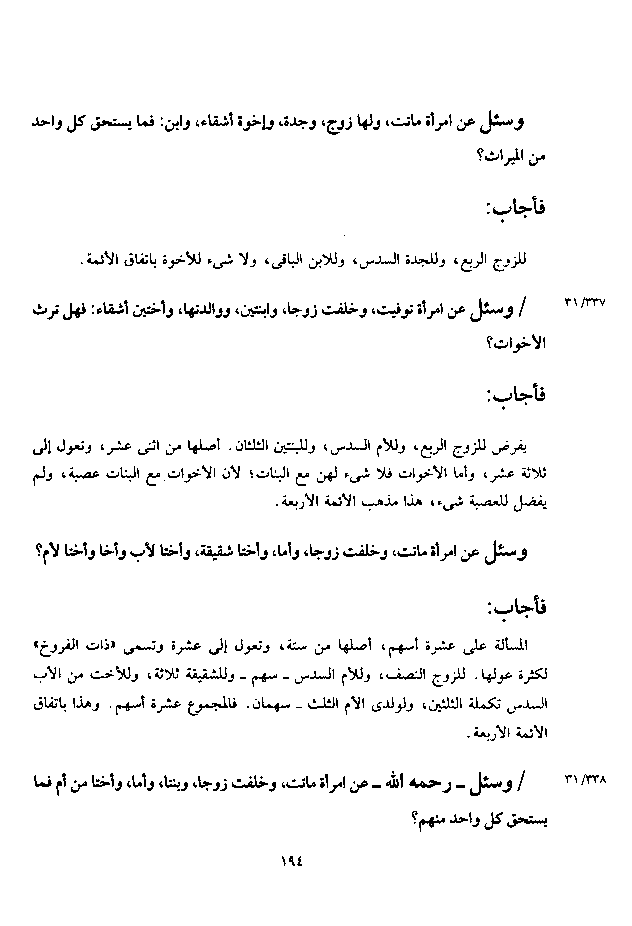 وسئل عن امرأة ماتت، ولها زوج، وجدة، وإخوة أشقاء، وابن: فما يستحق كل واحد
من الميراث؟
فأجاب:
للزوج الربع، وللجدة السدس، وللابن الباقى، ولا شىء للأخوة باتفاق الأئمة.
٣١/٣٣٧
/ وسئل عن امرأة توفيت، وخلفت زوجا، وابنتين، ووالدتها، وأختين أشقاء: فهل ترث
الأخوات؟
فأجاب:
يفرض للزوج الربع، وللأم السدس، وللبنتين الثلثان. أصلها من اثنى عشر، وتعول إلى
ثلاثة عشر، وأما الأخوات فلا شىء لهن مع البنات؛ لأن الأخوات مع البنات عصبة، ولم
يفضل للعصبة شىء، هذا مذهب الأئمة الأربعة.
وسئل عن امرأة ماتت، وخلفت زوجا، وأما، وأختا شقيقة، وأختا لأب وأخا وأختا لأم؟
فأجاب:
المسألة على عشرة أسهم، أصلها من ستة، وتعول إلى عشرة وتسمى «ذات الفروخ»
لكثرة عولها. للزوج النصف، وللأم السدس ـ سهم ـ وللشقيقة ثلاثة، وللأخت من الأب
السدس تكملة الثلثين، ولولدى الأم الثلث ـ سهمان. فالمجموع عشرة أسهم. وهذا باتفاق
الأئمة الأربعة.
٣١/٣٣٨
/ وسئل ـ رحمه الله ـ عن امرأة ماتت، وخلفت زوجا، وبنتا، وأما، وأختا من أم فما
يستحق كل واحد منهم؟
١٩٤